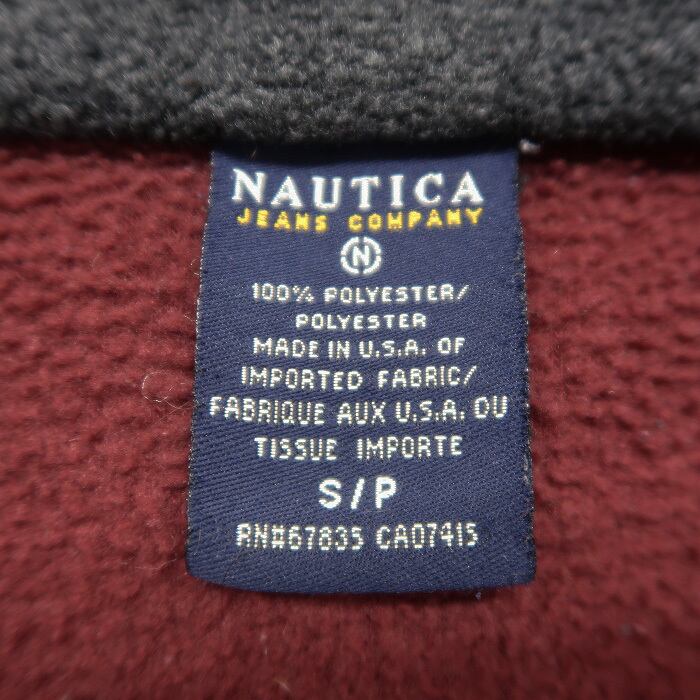 NAUTICA
JEANS COMPANY
N
100% POLYESTER/
POLYESTER
MADE IN U.S.A. OF
IMPORTED FABRIC/
FABRIQUE AUX U.S.A. OU
TISSUE IMPORTE
S/P
RN#67835 CA07415